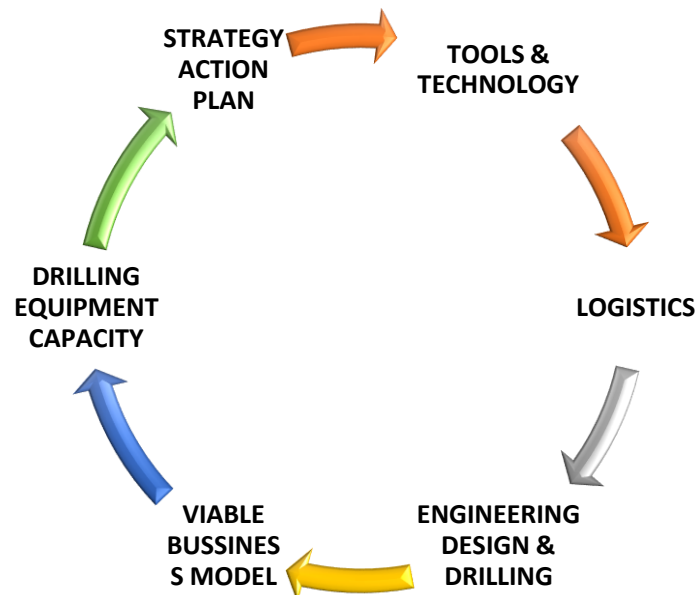 STRATEGY
ACTION
PLAN
TOOLS &
TECHNOLOGY
LOGISTICS
ENGINEERING
DESIGN &
DRILLING
VIABLE
BUSSINES
S MODEL
DRILLING
EQUIPMENT
CAPACITY